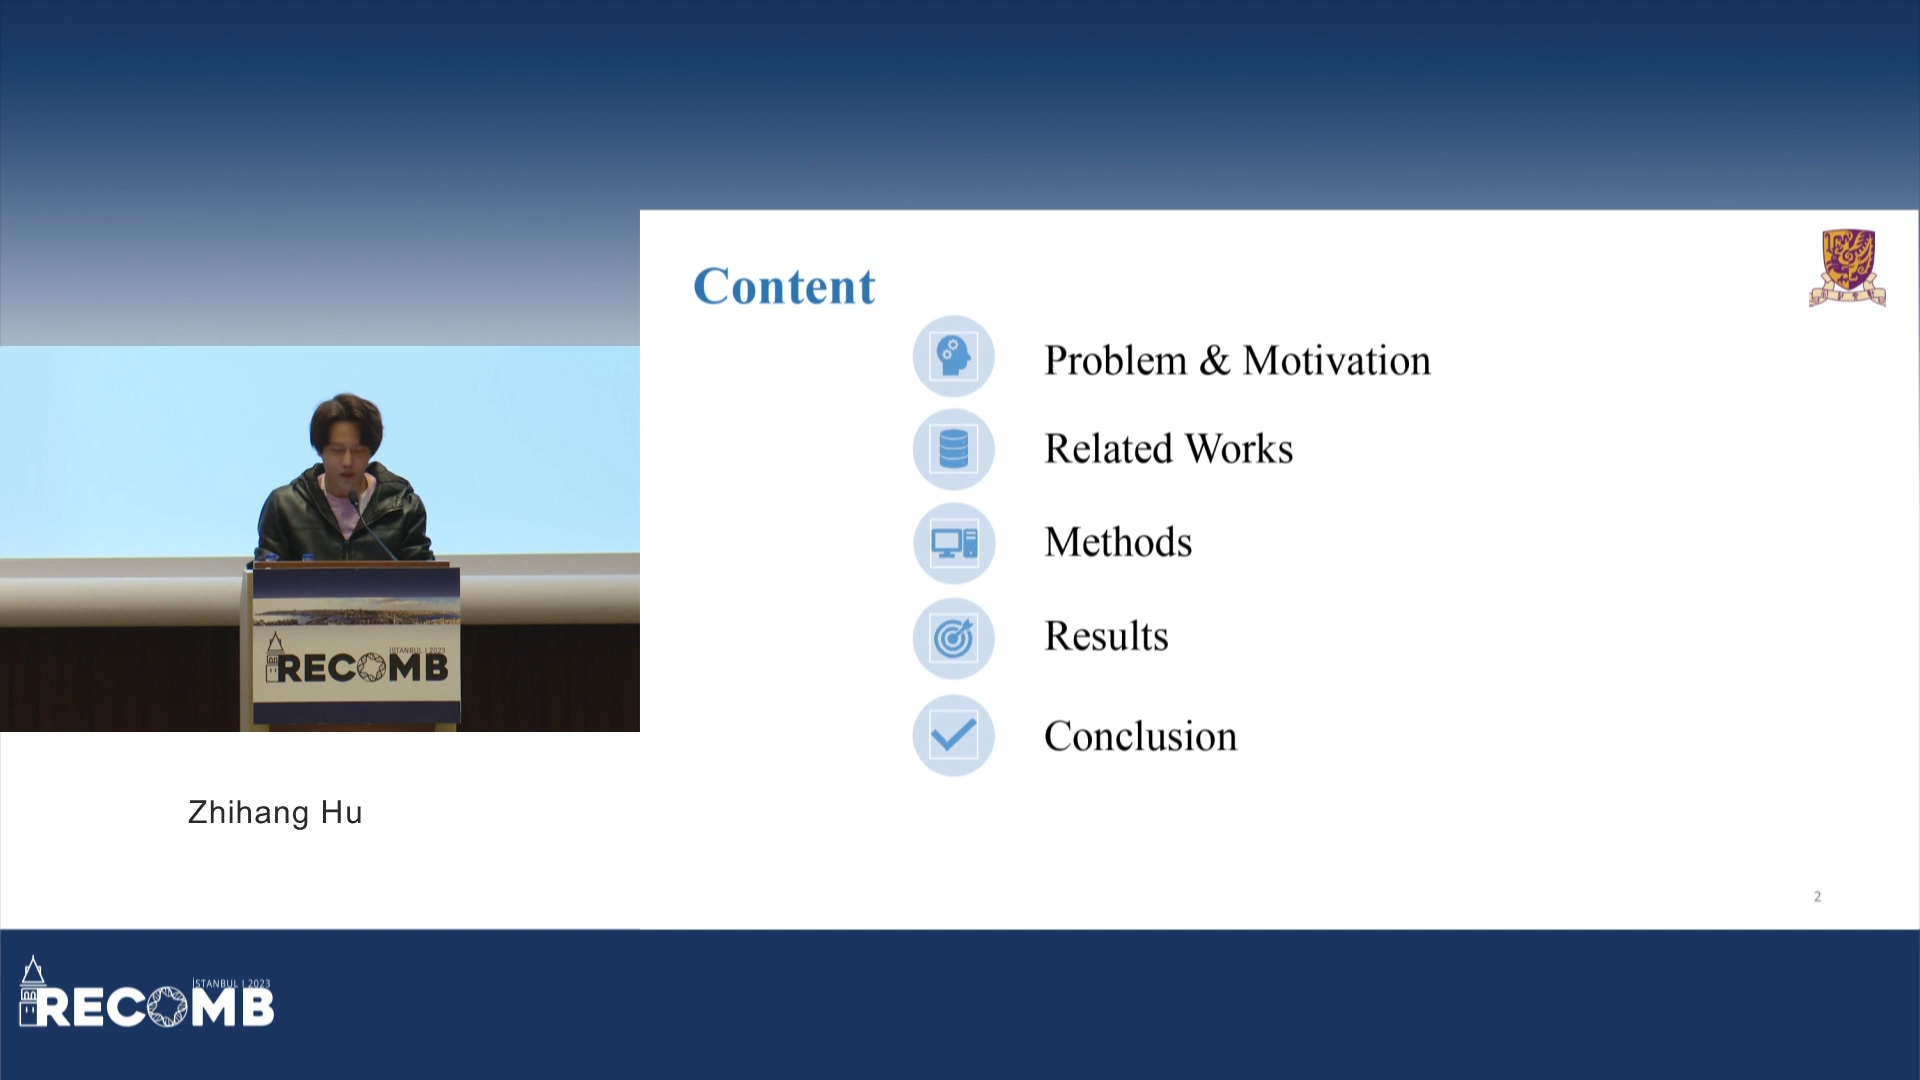 Content
Problem & Motivation
Related Works
Methods
Results
Conclusion
2
İSTANBUL | 2023
RECOMB
Zhihang Hu
İSTANBUL | 2023
RECOMB